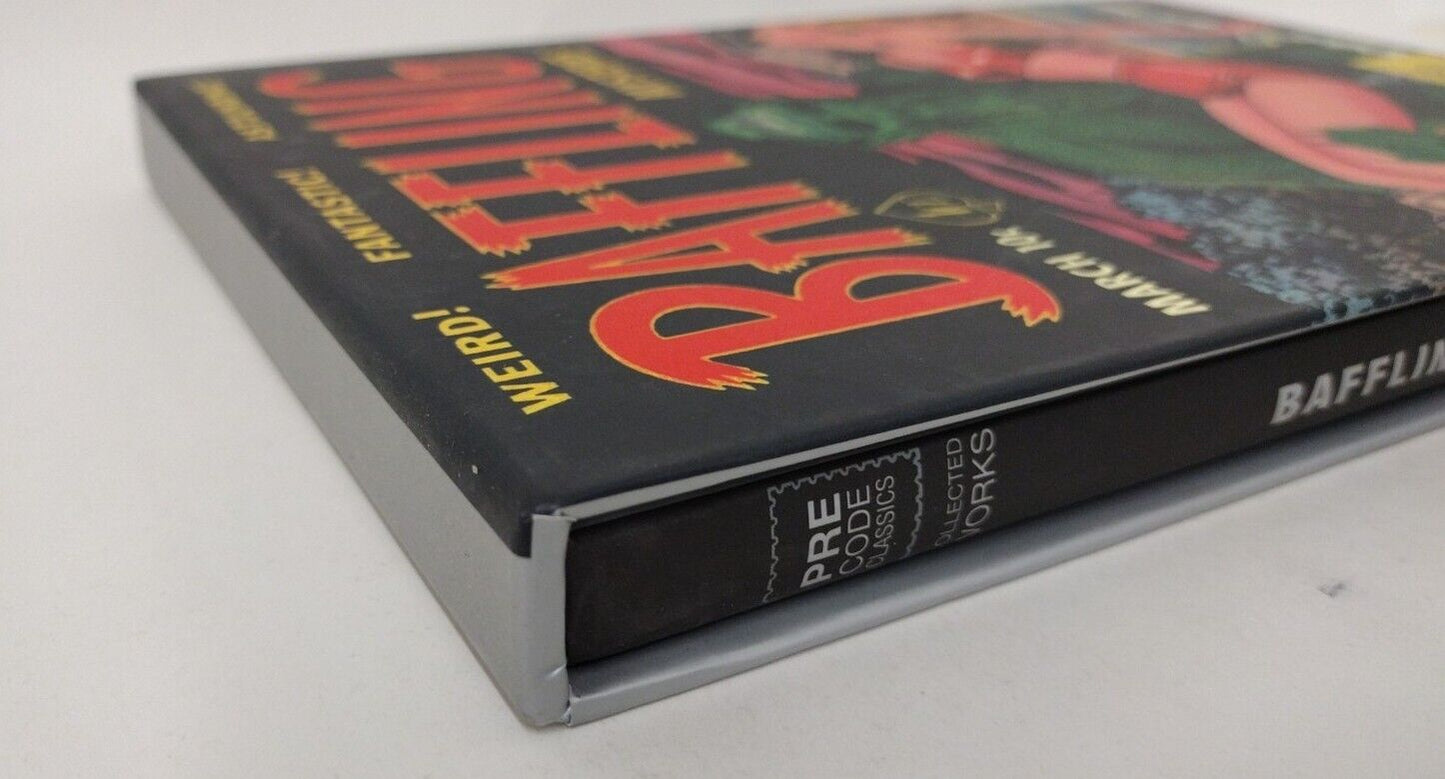 WEIRD!
FANTASTIC!
BAFFLING
MARCH 10¢
PRE
CODE
CLASSICS
COLLECTED
WORKS
BAFFLIN